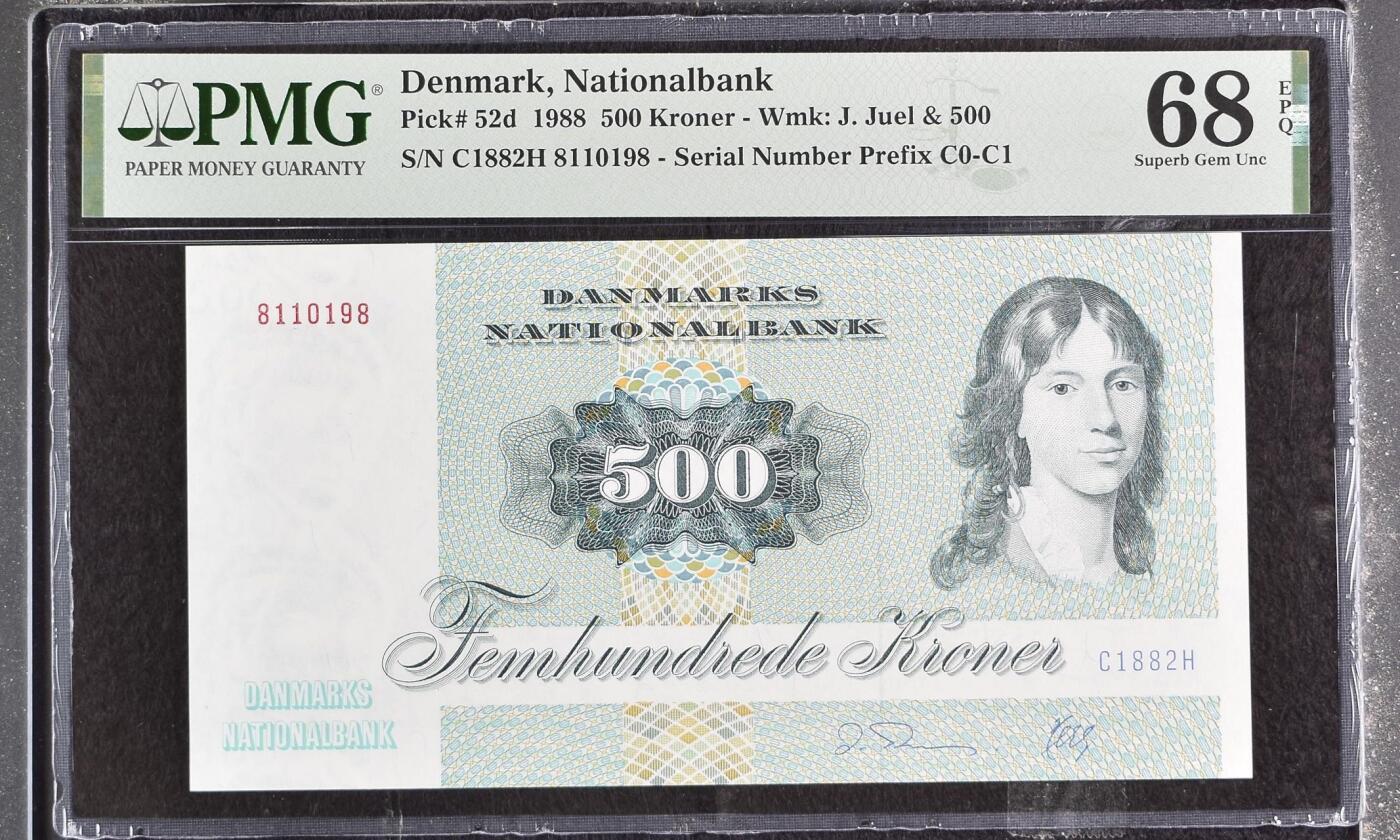 PMG®
PAPER MONEY GUARANTY
Denmark, Nationalbank
Pick# 52d 1988 500 Kroner - Wmk: J. Juel & 500
S/N C1882H 8110198 - Serial Number Prefix C0-C1
68
EPQ
Superb Gem Unc
8110198
DANMARKS
NATIONALBANK
500
Femhundrede Kroner
C1882H
DANMARKS
NATIONALBANK